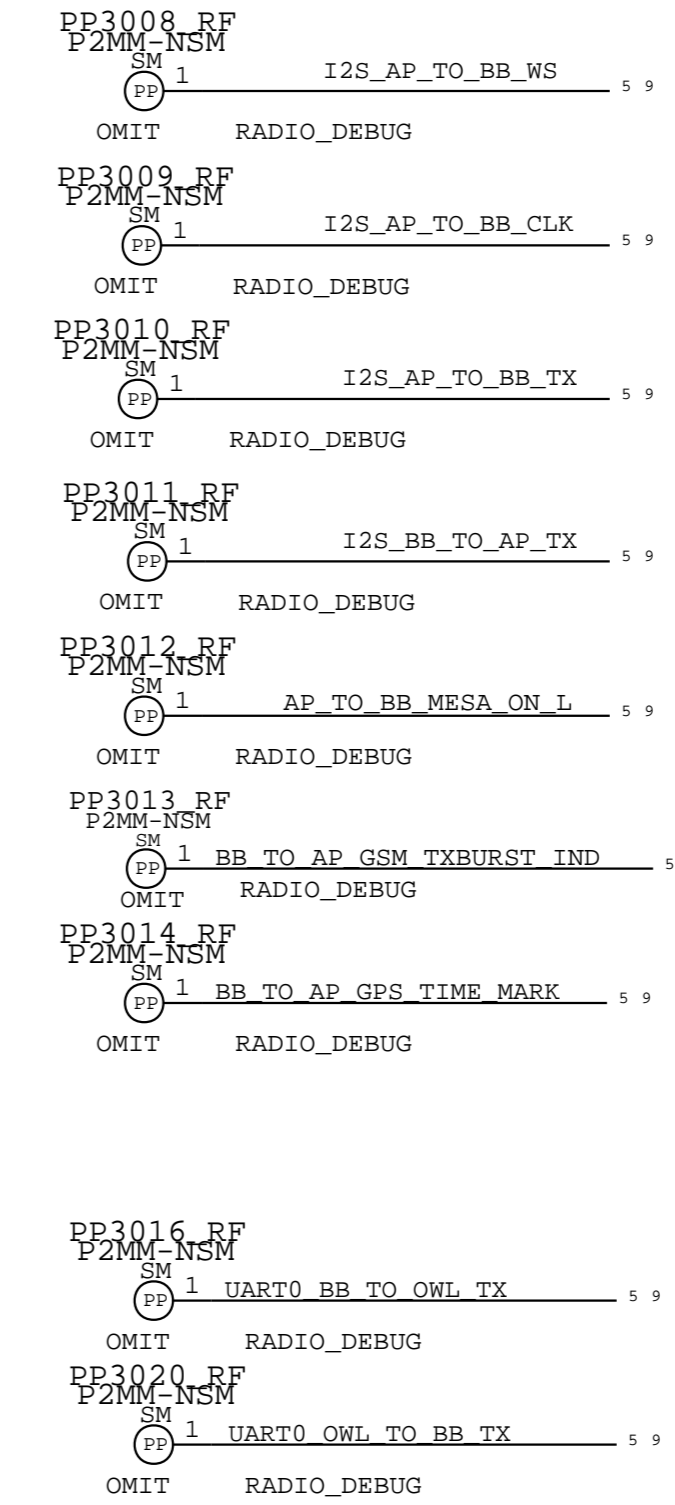 PP3008_RF
P2MM-NSM
SM
PP 1 I2S_AP_TO_BB_WS 5 9
OMIT RADIO_DEBUG
PP3009_RF
P2MM-NSM
SM
PP 1 I2S_AP_TO_BB_CLK 5 9
OMIT RADIO_DEBUG
PP3010_RF
P2MM-NSM
SM
PP 1 I2S_AP_TO_BB_TX 5 9
OMIT RADIO_DEBUG
PP3011_RF
P2MM-NSM
SM
PP 1 I2S_BB_TO_AP_TX 5 9
OMIT RADIO_DEBUG
PP3012_RF
P2MM-NSM
SM
PP 1 AP_TO_BB_MESA_ON_L 5 9
OMIT RADIO_DEBUG
PP3013_RF
P2MM-NSM
SM
PP 1 BB_TO_AP_GSM_TXBURST_IND 5
OMIT RADIO_DEBUG
PP3014_RF
P2MM-NSM
SM
PP 1 BB_TO_AP_GPS_TIME_MARK 5 9
OMIT RADIO_DEBUG
PP3016_RF
P2MM-NSM
SM
PP 1 UART0_BB_TO_OWL_TX 5 9
OMIT RADIO_DEBUG
PP3020_RF
P2MM-NSM
SM
PP 1 UART0_OWL_TO_BB_TX 5 9
OMIT RADIO_DEBUG